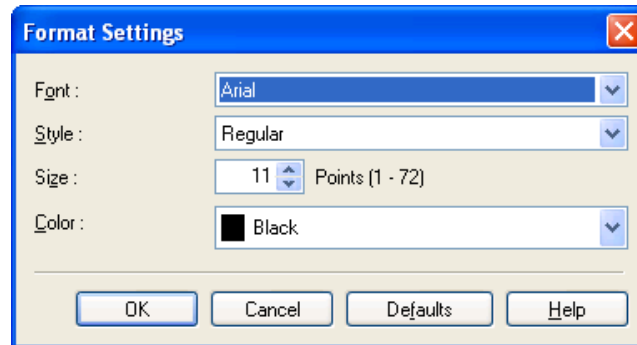 Format Settings
Font : Arial
Style : Regular
Size : 11 Points (1 - 72)
Color : Black
OK Cancel Defaults Help